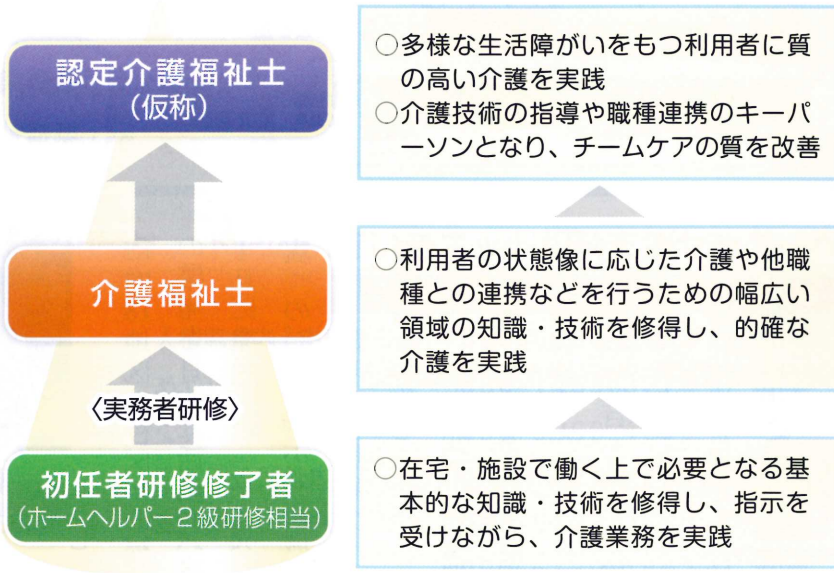 認定介護福祉士
（仮称）
○多様な生活障がいをもつ利用者に質
の高い介護を実践
○介護技術の指導や職種連携のキーパ
ーソンとなり、チームケアの質を改善
介護福祉士
○利用者の状態像に応じた介護や他職
種との連携などを行うための幅広い
領域の知識・技術を修得し、的確な
介護を実践
〈実務者研修〉
初任者研修修了者
（ホームヘルパー２級研修相当）
○在宅・施設で働く上で必要となる基
本的な知識・技術を修得し、指示を
受けながら、介護業務を実践